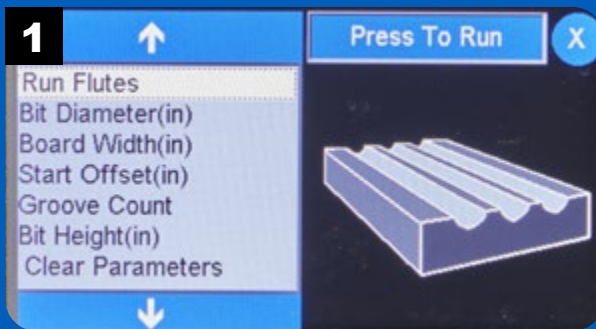 1
Press To Run
X
Run Flutes
Bit Diameter(in)
Board Width(in)
Start Offset(in)
Groove Count
Bit Height(in)
Clear Parameters